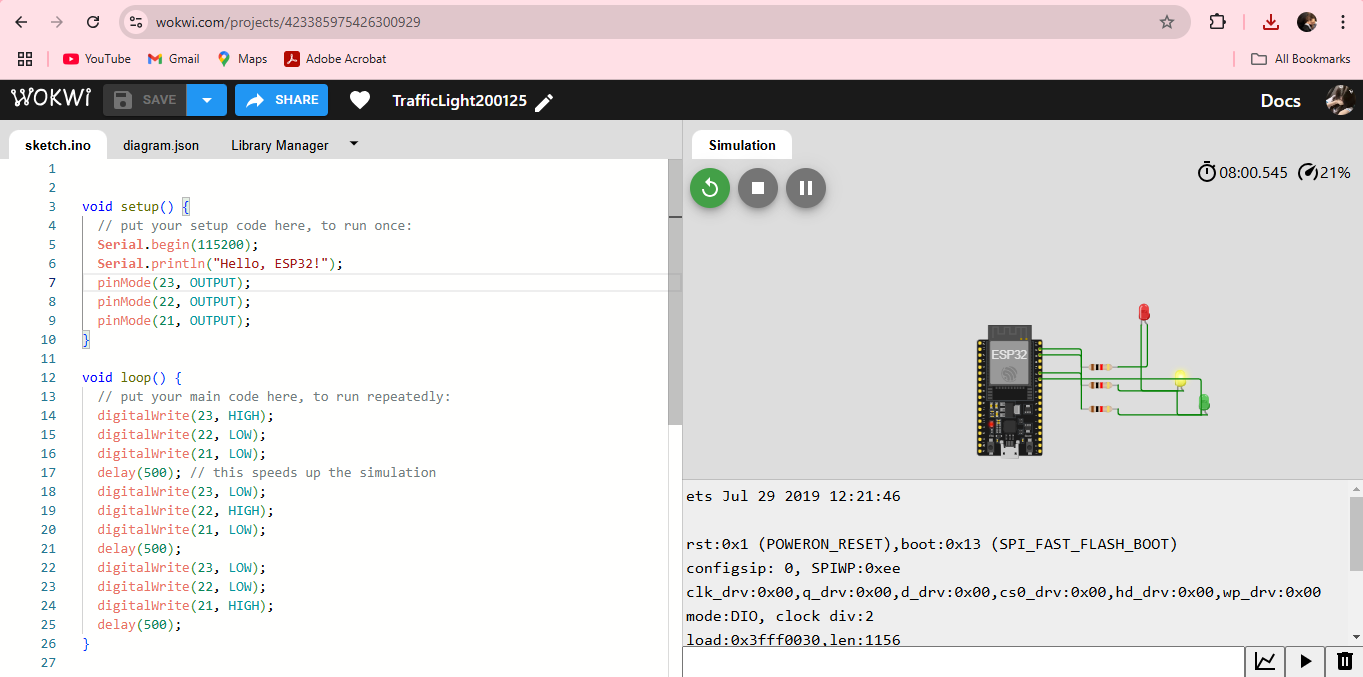 wokwi.com/projects/423385975426300929
YouTube Gmail Maps Adobe Acrobat All Bookmarks
WOKWI SAVE SHARE TrafficLight200125 Docs
sketch.ino diagram.json Library Manager
1
2
3 void setup() {
4 // put your setup code here, to run once:
5 Serial.begin(115200);
6 Serial.println("Hello, ESP32!");
7 pinMode(23, OUTPUT);
8 pinMode(22, OUTPUT);
9 pinMode(21, OUTPUT);
10 }
11
12 void loop() {
13 // put your main code here, to run repeatedly:
14 digitalWrite(23, HIGH);
15 digitalWrite(22, LOW);
16 digitalWrite(21, LOW);
17 delay(500); // this speeds up the simulation
18 digitalWrite(23, LOW);
19 digitalWrite(22, HIGH);
20 digitalWrite(21, LOW);
21 delay(500);
22 digitalWrite(23, LOW);
23 digitalWrite(22, LOW);
24 digitalWrite(21, HIGH);
25 delay(500);
26 }
27
Simulation
08:00.545 21%
ESP32
ets Jul 29 2019 12:21:46
rst:0x1 (POWERON_RESET),boot:0x13 (SPI_FAST_FLASH_BOOT)
configsip: 0, SPIWP:0xee
clk_drv:0x00,q_drv:0x00,d_drv:0x00,cs0_drv:0x00,hd_drv:0x00,wp_drv:0x00
mode:DIO, clock div:2
load:0x3fff0030,len:1156